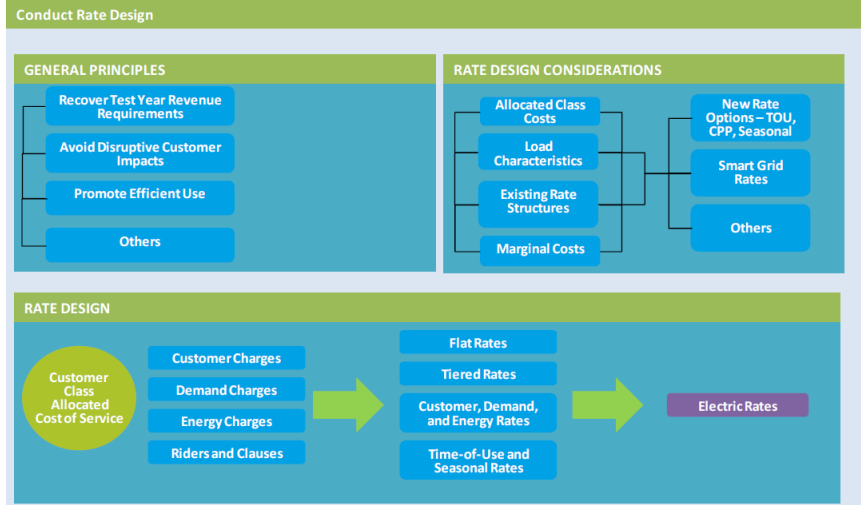 Conduct Rate Design
GENERAL PRINCIPLES
Recover Test Year Revenue
Requirements
Avoid Disruptive Customer
Impacts
Promote Efficient Use
Others
RATE DESIGN CONSIDERATIONS
Allocated Class
Costs
Load
Characteristics
Existing Rate
Structures
Marginal Costs
New Rate
Options – TOU,
CPP, Seasonal
Smart Grid
Rates
Others
RATE DESIGN
Customer
Class
Allocated
Cost of Service
Customer Charges
Demand Charges
Energy Charges
Riders and Clauses
Flat Rates
Tiered Rates
Customer, Demand,
and Energy Rates
Time-of-Use and
Seasonal Rates
Electric Rates